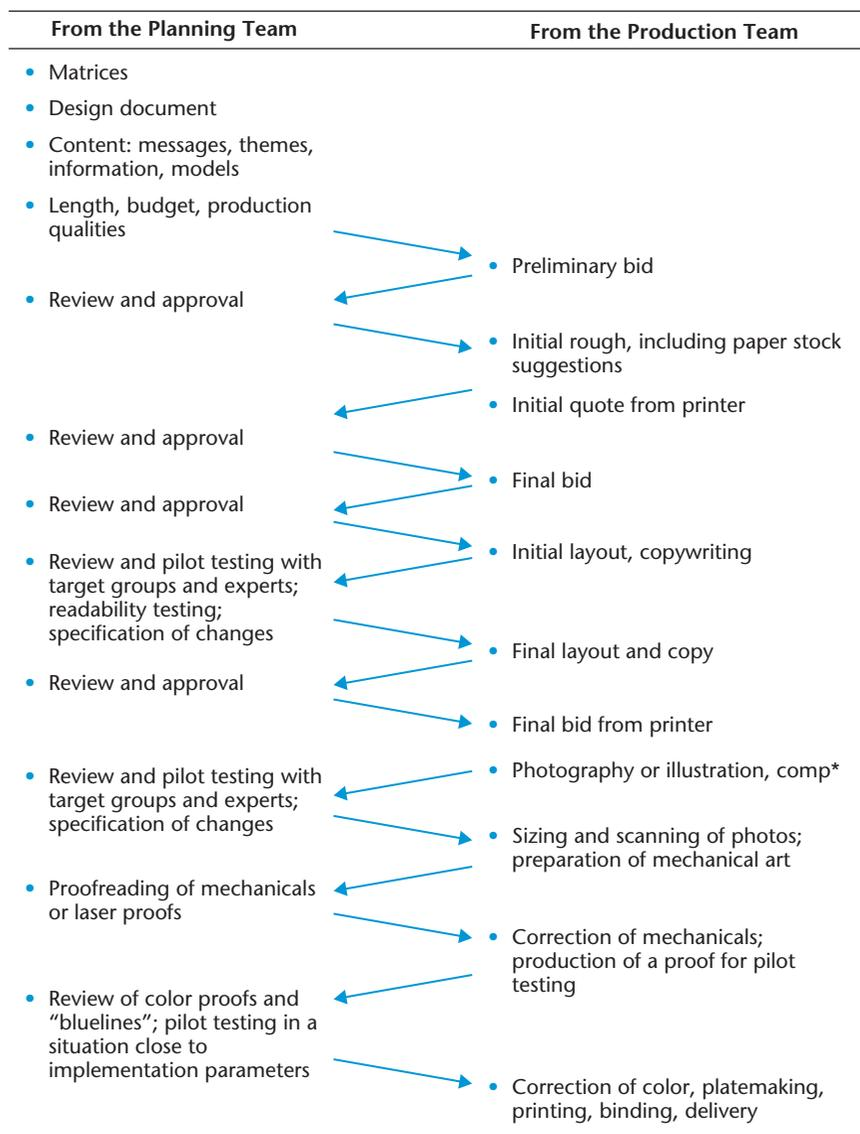 From the Planning Team
From the Production Team
• Matrices
• Design document
• Content: messages, themes,
information, models
• Length, budget, production
qualities
• Preliminary bid
• Review and approval
• Initial rough, including paper stock
suggestions
• Initial quote from printer
• Review and approval
• Final bid
• Review and approval
• Initial layout, copywriting
• Review and pilot testing with
target groups and experts;
readability testing;
specification of changes
• Final layout and copy
• Review and approval
• Final bid from printer
• Photography or illustration, comp*
• Review and pilot testing with
target groups and experts;
specification of changes
• Sizing and scanning of photos;
preparation of mechanical art
• Proofreading of mechanicals
or laser proofs
• Correction of mechanicals;
production of a proof for pilot
testing
• Review of color proofs and
“bluelines”; pilot testing in a
situation close to
implementation parameters
• Correction of color, platemaking,
printing, binding, delivery